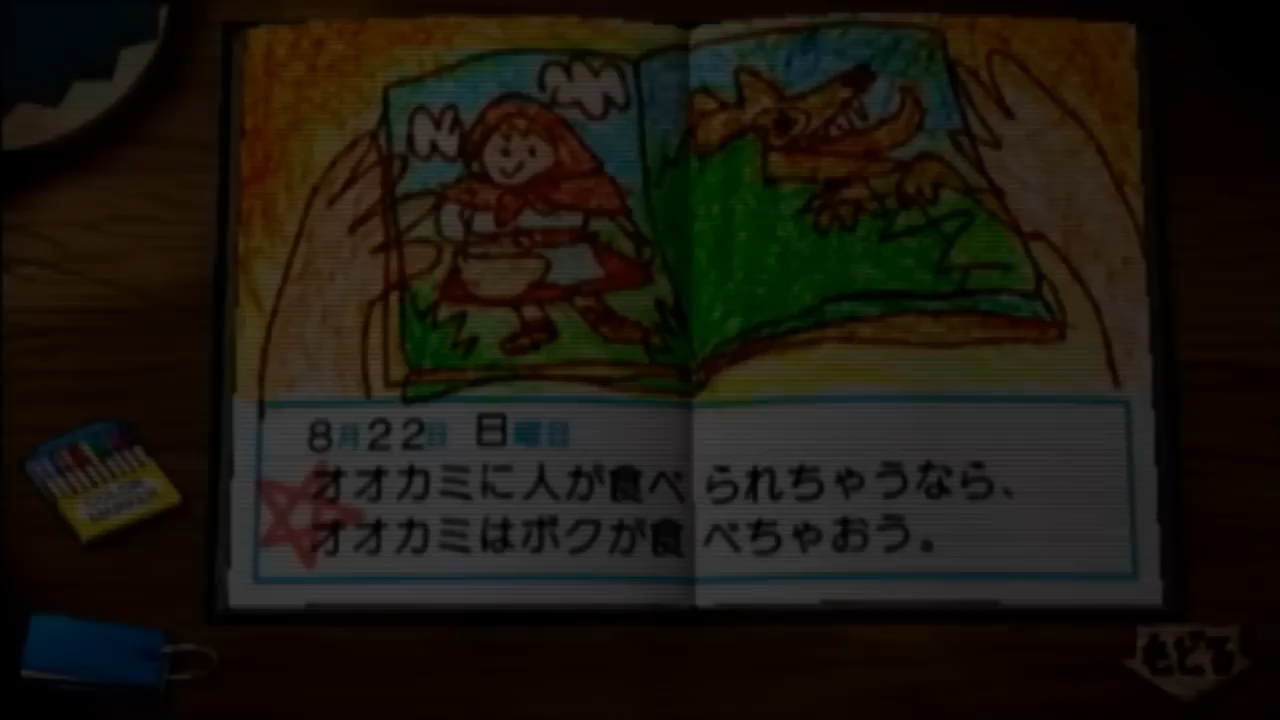 8月22日 日曜日
オオカミに人が食べられちゃうなら、
オオカミはボクが食べちゃおう。
もどる